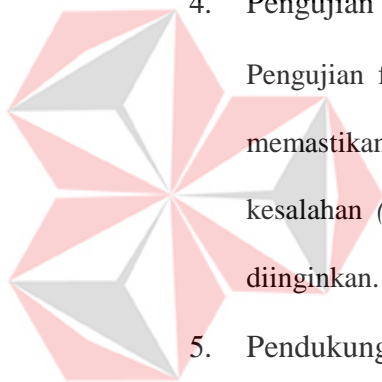 4. Pengujian
Pengujian
memastikan
kesalahan (
diinginkan.
5. Pendukung